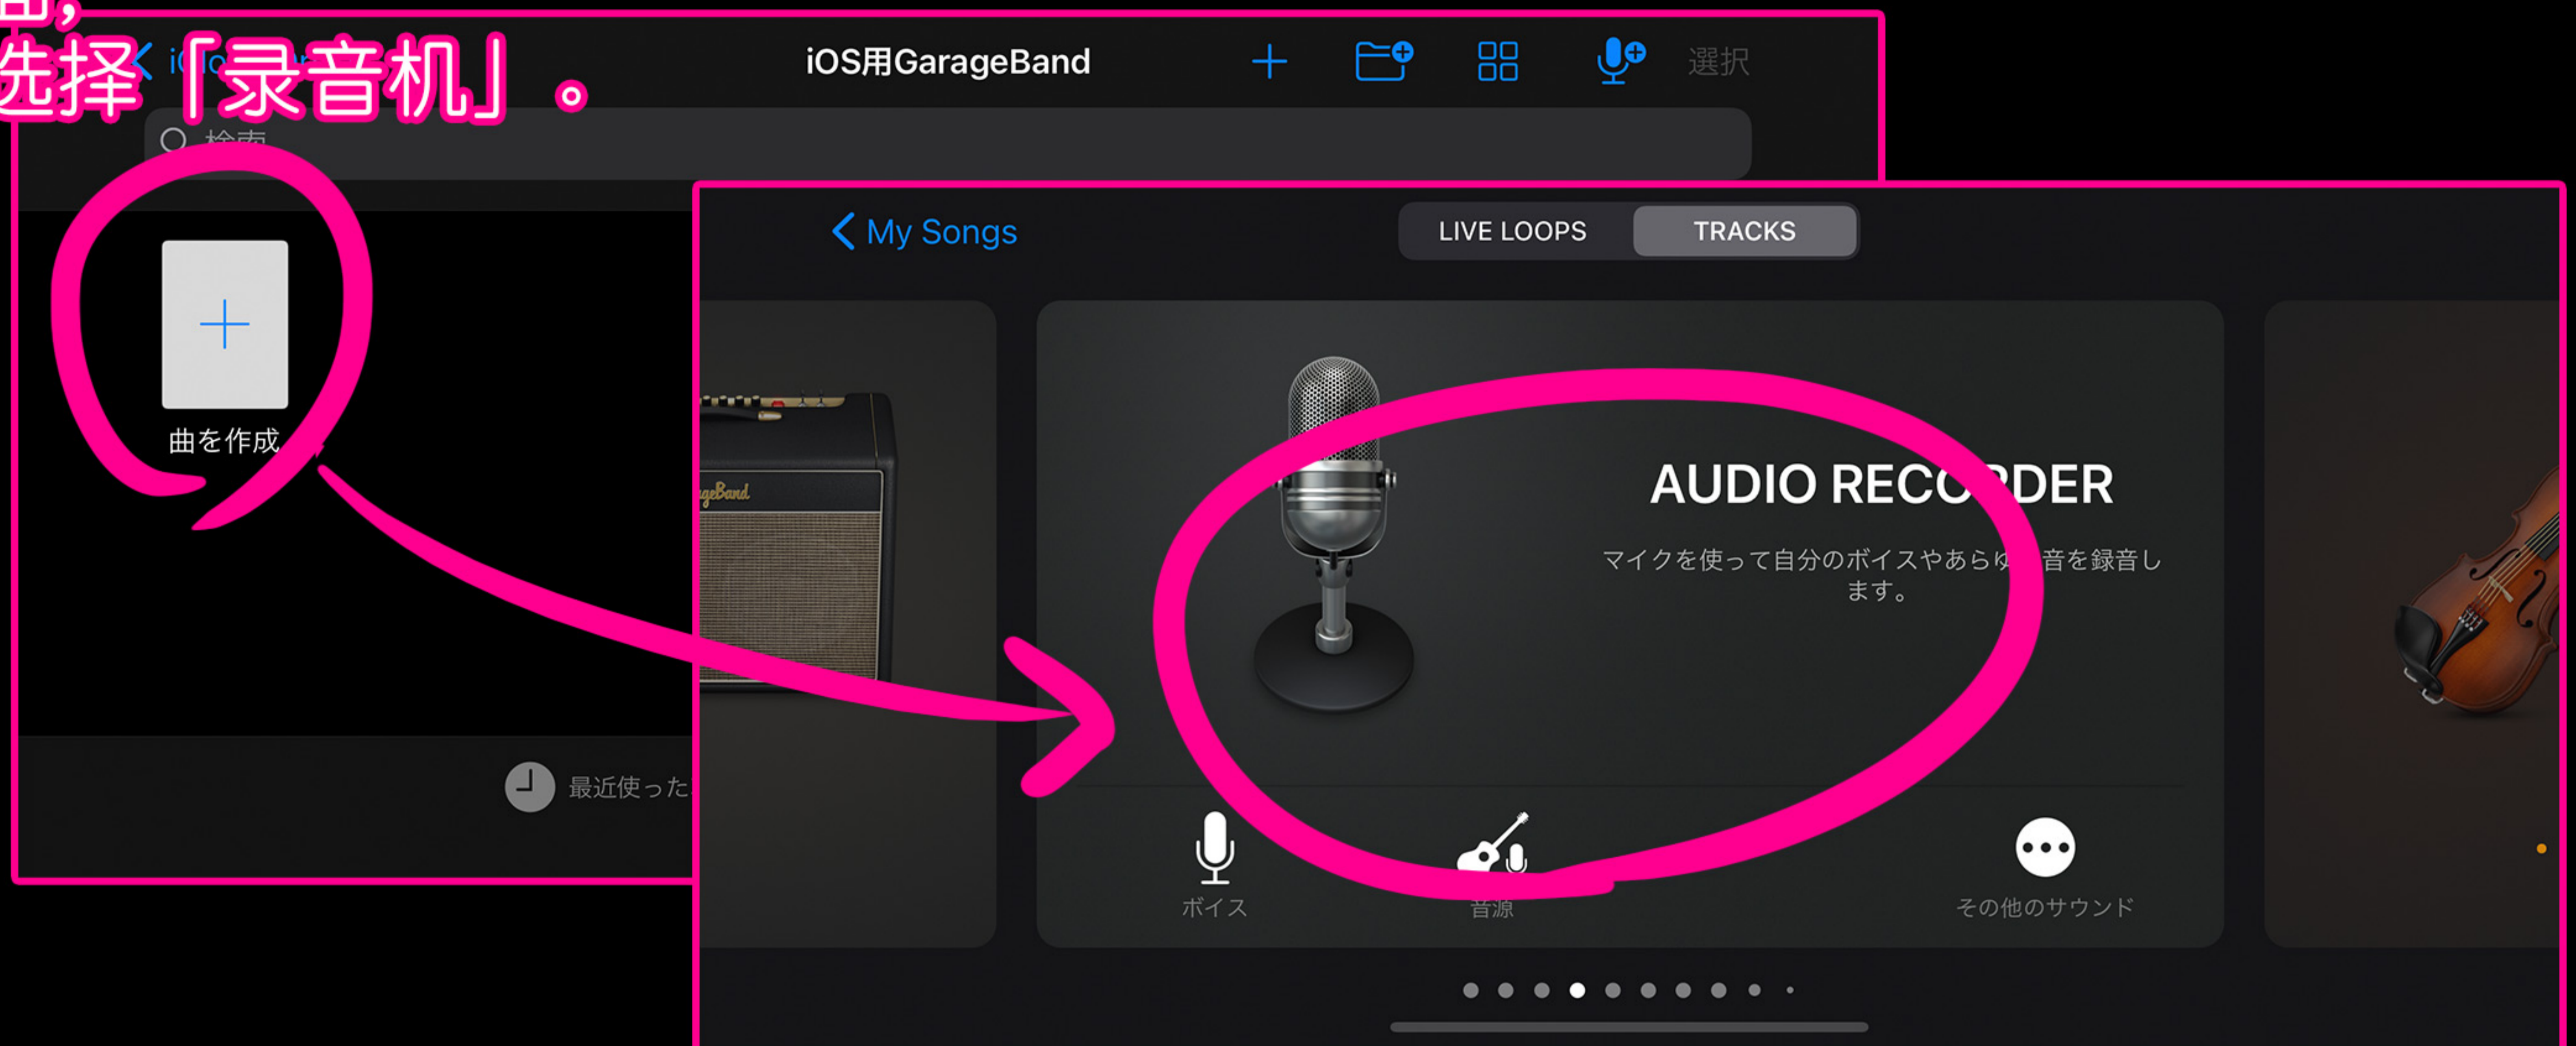 选择「录音机」。
iOS用GarageBand
選択
検索
曲を作成
最近使った
My Songs
LIVE LOOPS
TRACKS
AUDIO RECORDER
マイクを使って自分のボイスやあらゆ 音を録音し
ます。
ボイス
音源
その他のサウンド